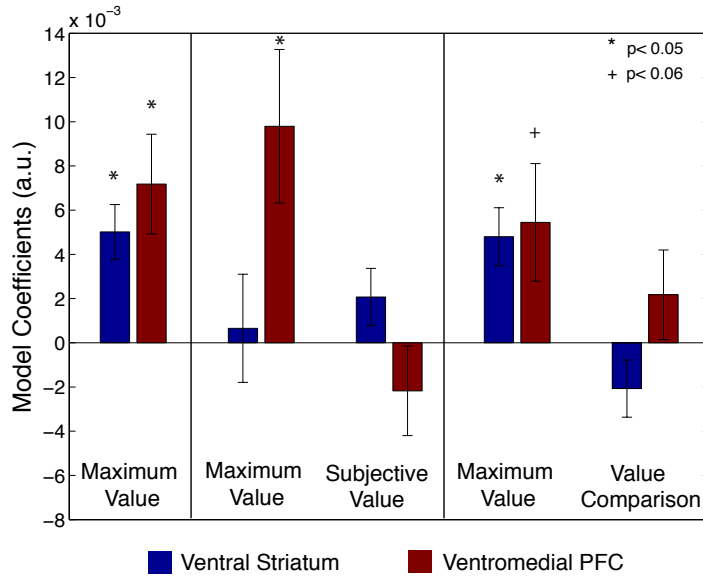 x 10⁻³
14
12
10
8
6
4
2
0
−2
−4
−6
−8
Model Coefficients (a.u.)
* p< 0.05
+ p< 0.06
* *
*
* +
Maximum
Value
Maximum
Value
Subjective
Value
Maximum
Value
Value
Comparison
Ventral Striatum
Ventromedial PFC